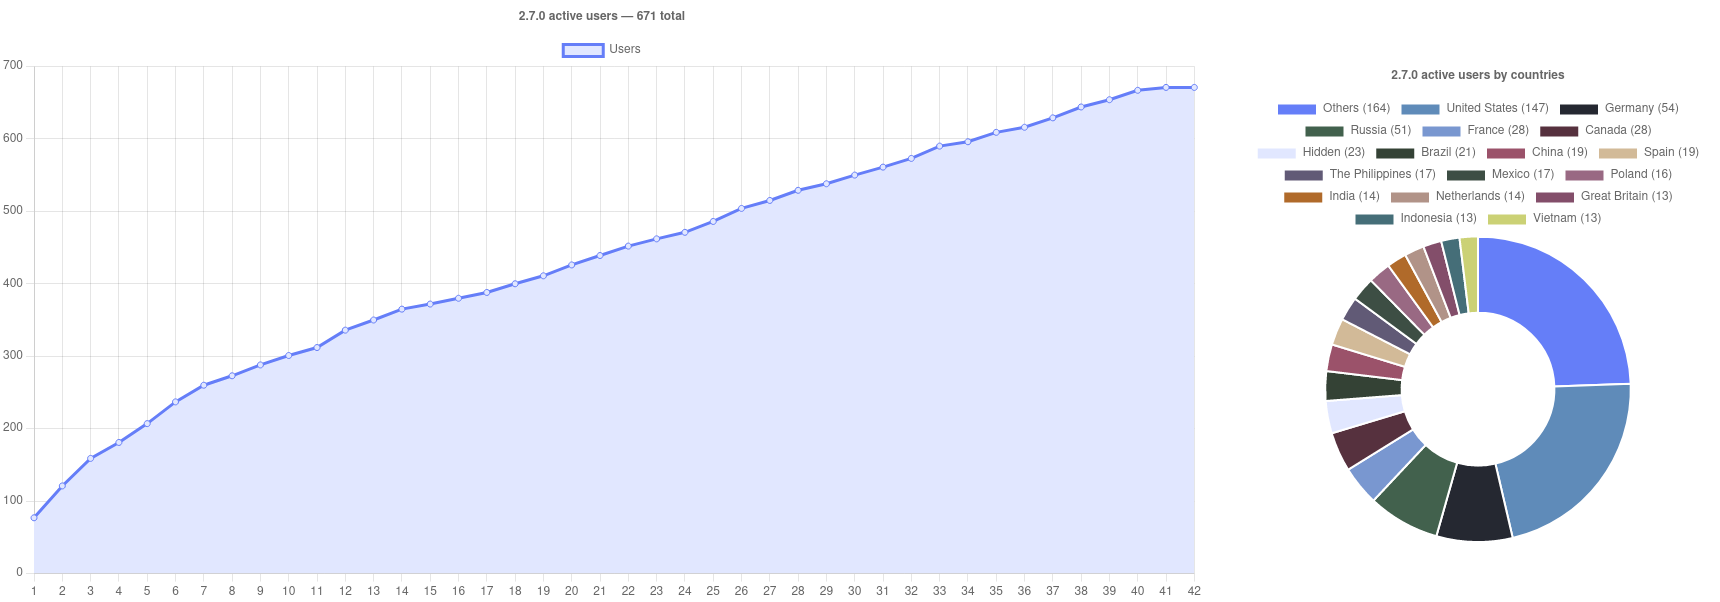 2.7.0 active users — 671 total
Users
700
600
500
400
300
200
100
0
1 2 3 4 5 6 7 8 9 10 11 12 13 14 15 16 17 18 19 20 21 22 23 24 25 26 27 28 29 30 31 32 33 34 35 36 37 38 39 40 41 42
2.7.0 active users by countries
Others (164) United States (147) Germany (54)
Russia (51) France (28) Canada (28)
Hidden (23) Brazil (21) China (19) Spain (19)
The Philippines (17) Mexico (17) Poland (16)
India (14) Netherlands (14) Great Britain (13)
Indonesia (13) Vietnam (13)